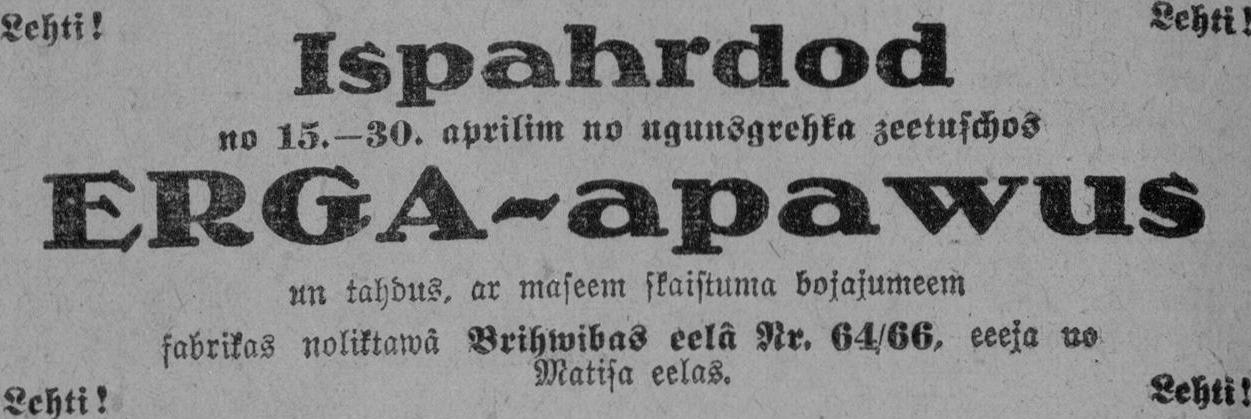 Lehti! Lehti!
Ispahrdod
no 15.—30. aprilim no ugunsgrehka zeetuschos
ERGA-apawus
un tahdus, ar maseem skaistuma bojajumeem
fabrikas noliktawâ Brihwibas eelâ Nr. 64/66, eeeja no
Matisa eelas.
Lehti! Lehti!